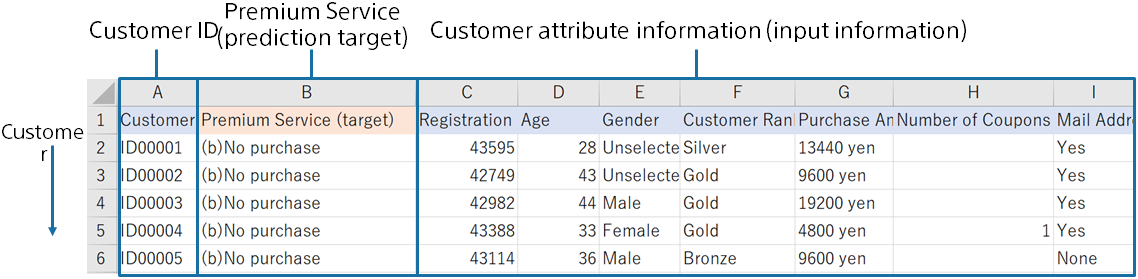 Customer ID
Premium Service
(prediction target)
Customer attribute information (input information)
A B C D E F G H I
1 Customer Premium Service (target) Registration Age Gender Customer Ran Purchase An Number of Coupons Mail Addr
Custome
r
2 ID00001 (b)No purchase 43595 28 Unselecte Silver 13440 yen Yes
3 ID00002 (b)No purchase 42749 43 Unselecte Gold 9600 yen Yes
4 ID00003 (b)No purchase 42982 44 Male Gold 19200 yen Yes
5 ID00004 (b)No purchase 43388 33 Female Gold 4800 yen 1 Yes
6 ID00005 (b)No purchase 43114 36 Male Bronze 9600 yen None